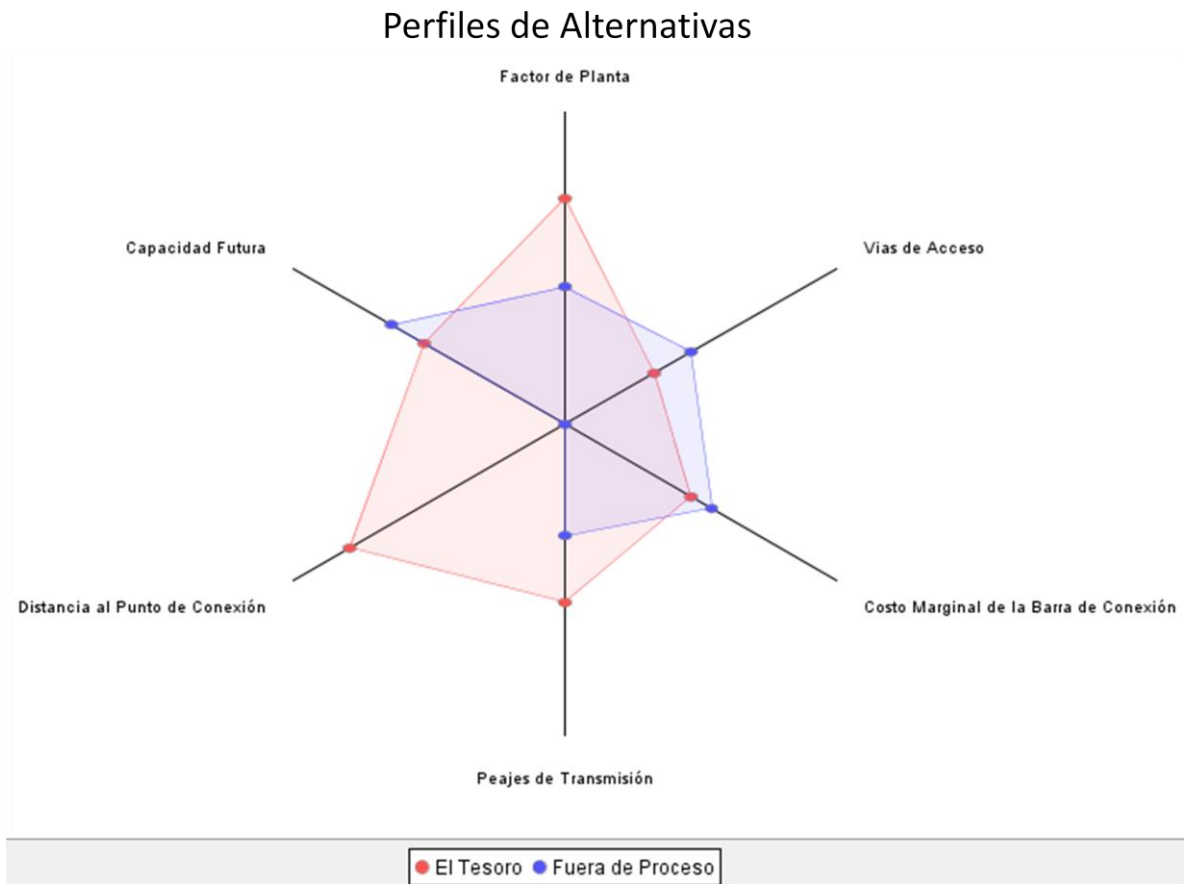 Perfiles de Alternativas
Factor de Planta
Capacidad Futura
Vias de Acceso
Distancia al Punto de Conexión
Costo Marginal de la Barra de Conexión
Peajes de Transmisión
El Tesoro
Fuera de Proceso